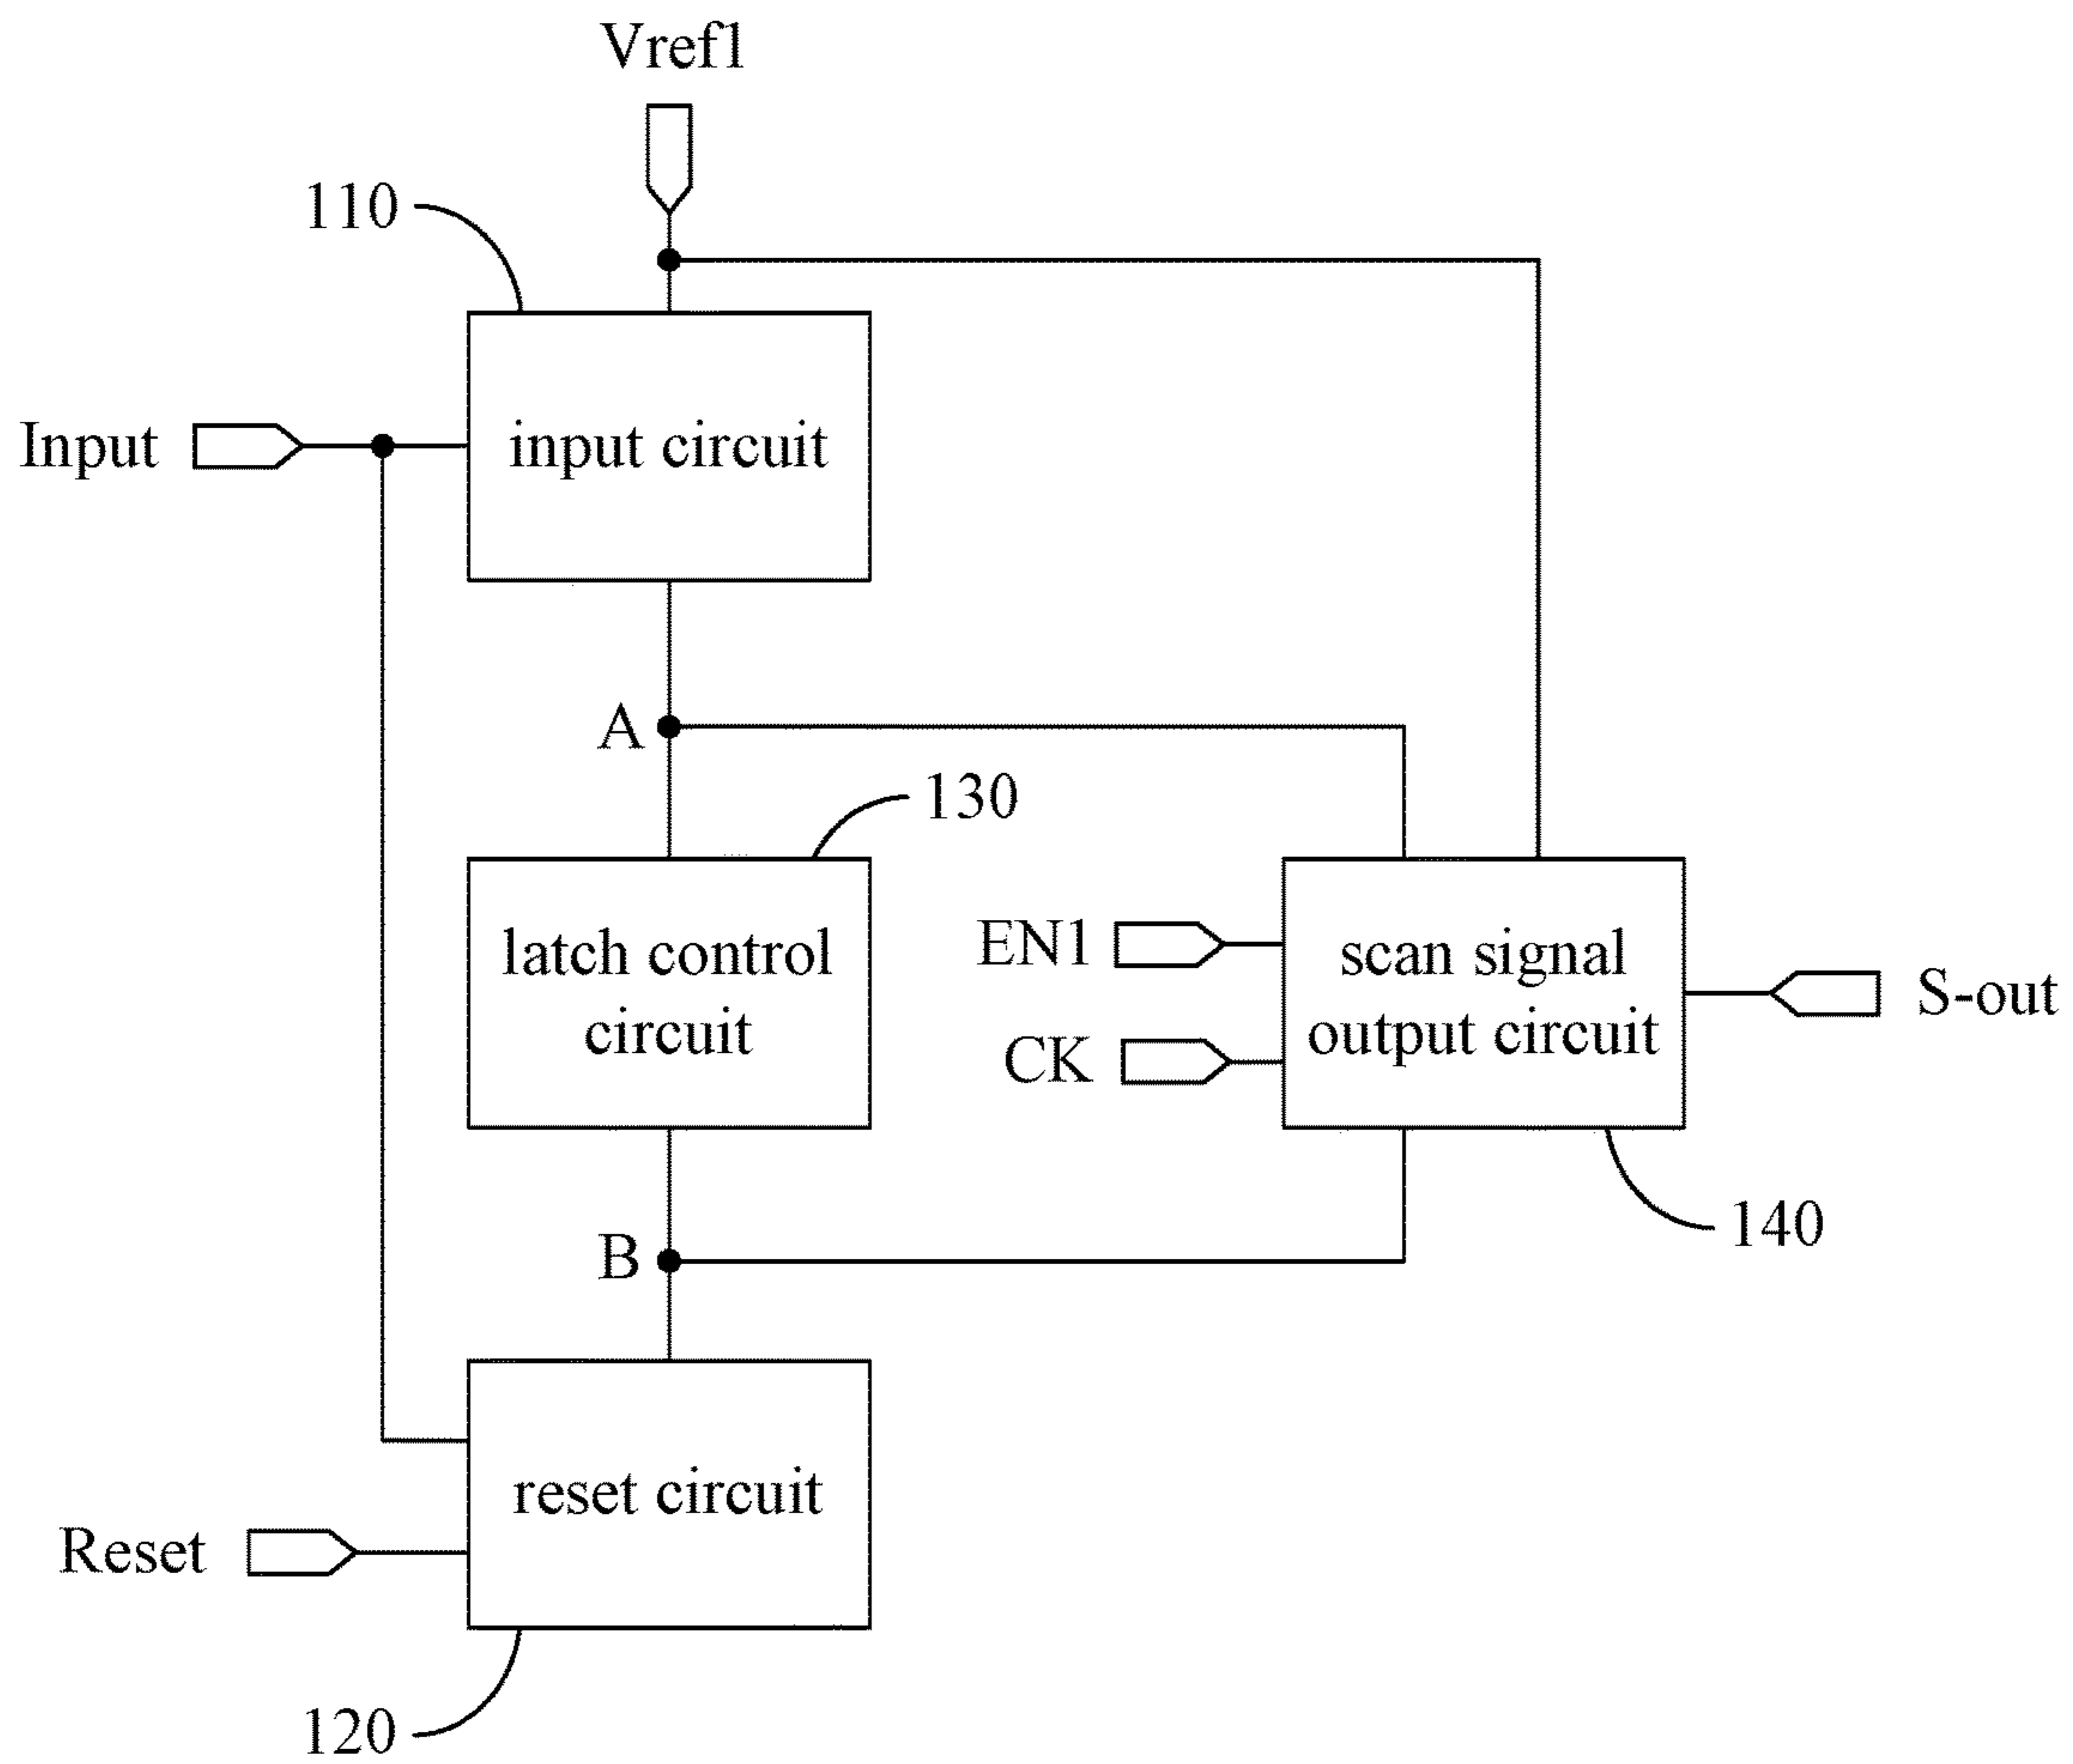 Vref1
110
Input
input circuit
A
130
latch control
circuit
EN1
CK
scan signal
output circuit
S-out
140
B
reset circuit
Reset
120